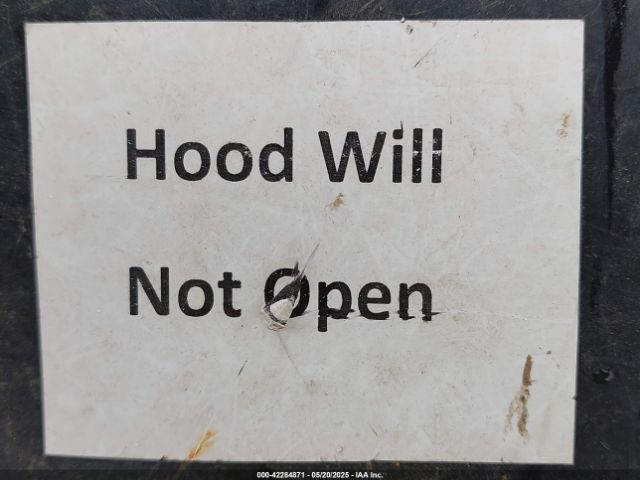 Hood Will
Not Open
000-42284871 - 05/20/2025 - IAA Inc.